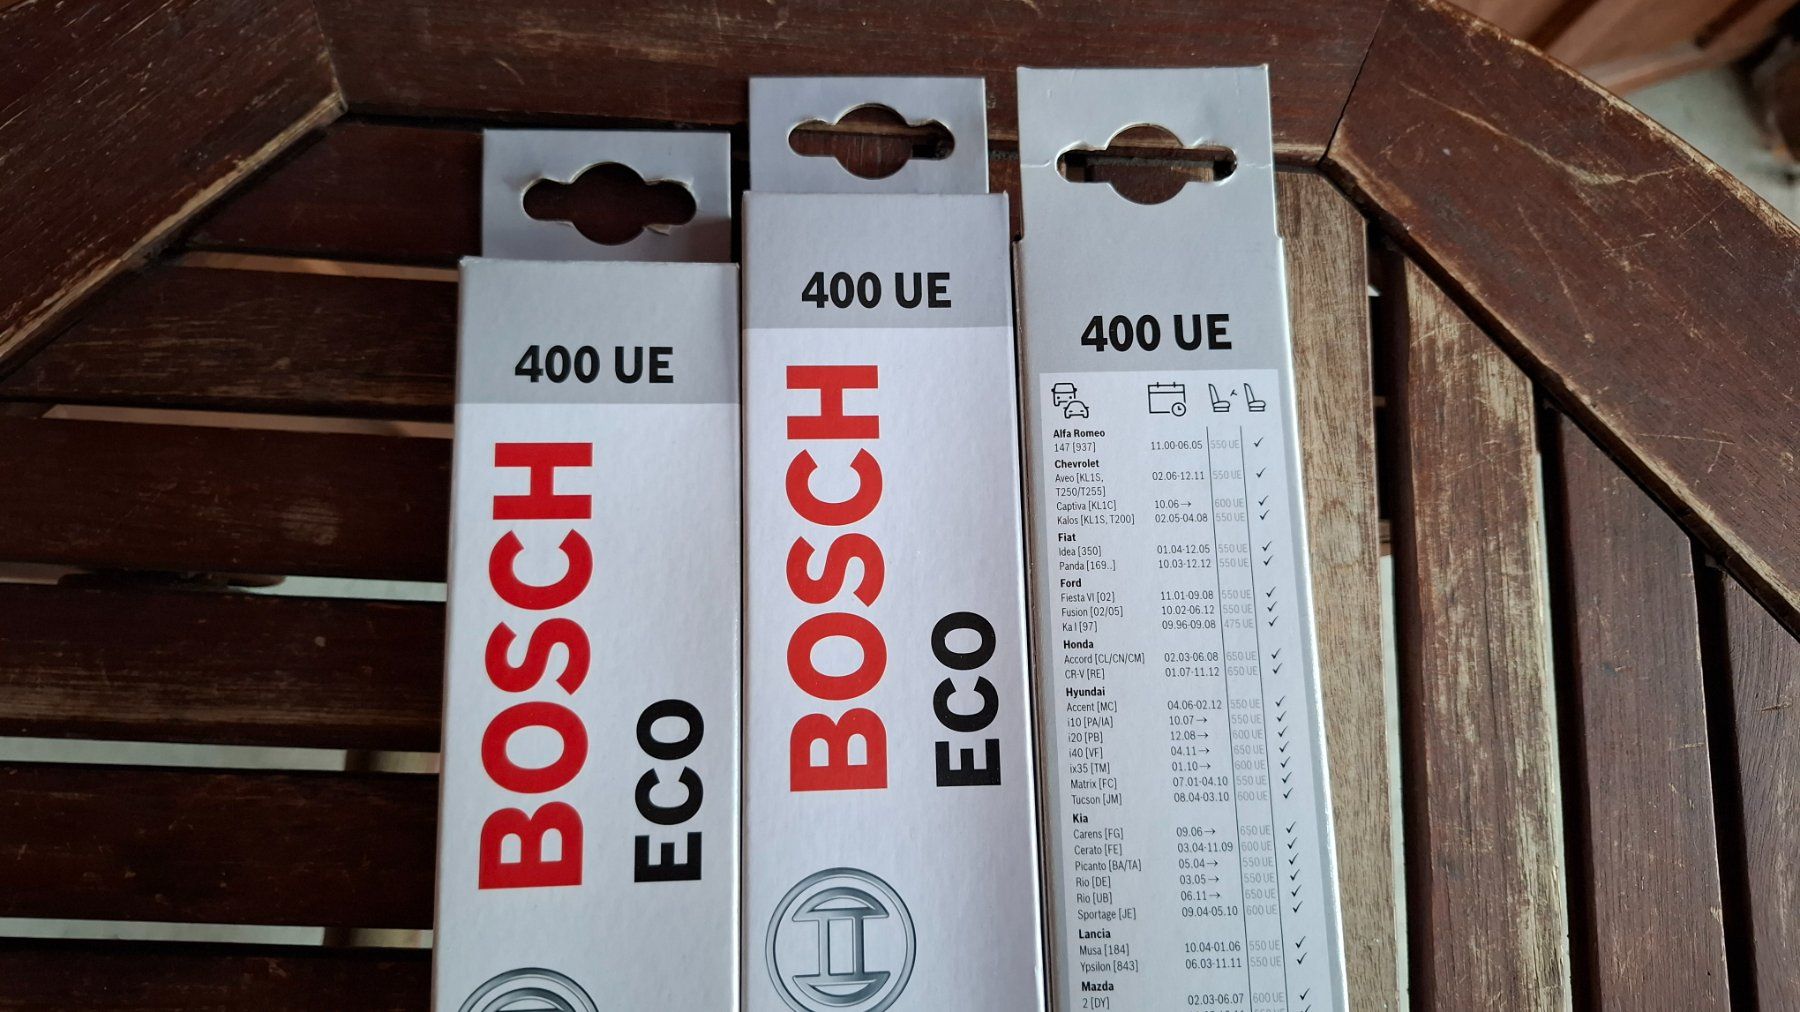 400 UE
BOSCH
ECO
400 UE
BOSCH
ECO
400 UE
Alfa Romeo
147 [937] 11.00-06.05 550 UE ✓
Chevrolet
Aveo [KL1S, 02.06-12.11 550 UE ✓
T250/T255]
Captiva [KL1C] 10.06→ 600 UE ✓
Kalos [KL1S, T200] 02.05-04.08 550 UE ✓
Fiat
Idea [350] 01.04-12.05 550 UE ✓
Panda [169..] 10.03-12.12 550 UE ✓
Ford
Fiesta VI [02] 11.01-09.08 550 UE ✓
Fusion [02/05] 10.02-06.12 550 UE ✓
Ka I [97] 09.96-09.08 475 UE ✓
Honda
Accord [CL/CN/CM] 02.03-06.08 650 UE ✓
CR-V [RE] 01.07-11.12 650 UE ✓
Hyundai
Accent [MC] 04.06-02.12 550 UE ✓
i10 [PA/IA] 10.07→ 550 UE ✓
i20 [PB] 12.08→ 600 UE ✓
i40 [VF] 04.11→ 650 UE ✓
ix35 [TM] 01.10→ 600 UE ✓
Matrix [FC] 07.01-04.10 550 UE ✓
Tucson [JM] 08.04-03.10 600 UE ✓
Kia
Carens [FG] 09.06→ 650 UE ✓
Cerato [FE] 03.04-11.09 600 UE ✓
Picanto [BA/TA] 05.04→ 550 UE ✓
Rio [DE] 03.05→ 550 UE ✓
Rio [UB] 06.11→ 650 UE ✓
Sportage [JE] 09.04-05.10 600 UE ✓
Lancia
Musa [184] 10.04-01.06 550 UE ✓
Ypsilon [843] 06.03-11.11 550 UE ✓
Mazda
2 [DY] 02.03-06.07 600 UE ✓